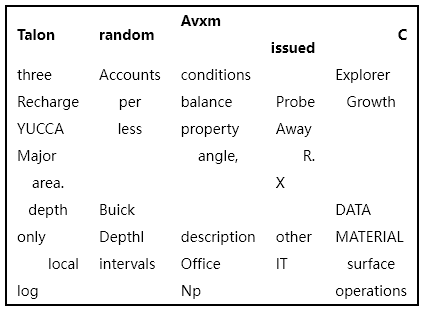 Talon random Avxm issued C
three Accounts conditions Explorer
Recharge per balance Probe Growth
YUCCA less property Away
Major angle, R.
area. X
depth Buick DATA
only DepthI description other MATERIAL
local intervals Office IT surface
log Np operations